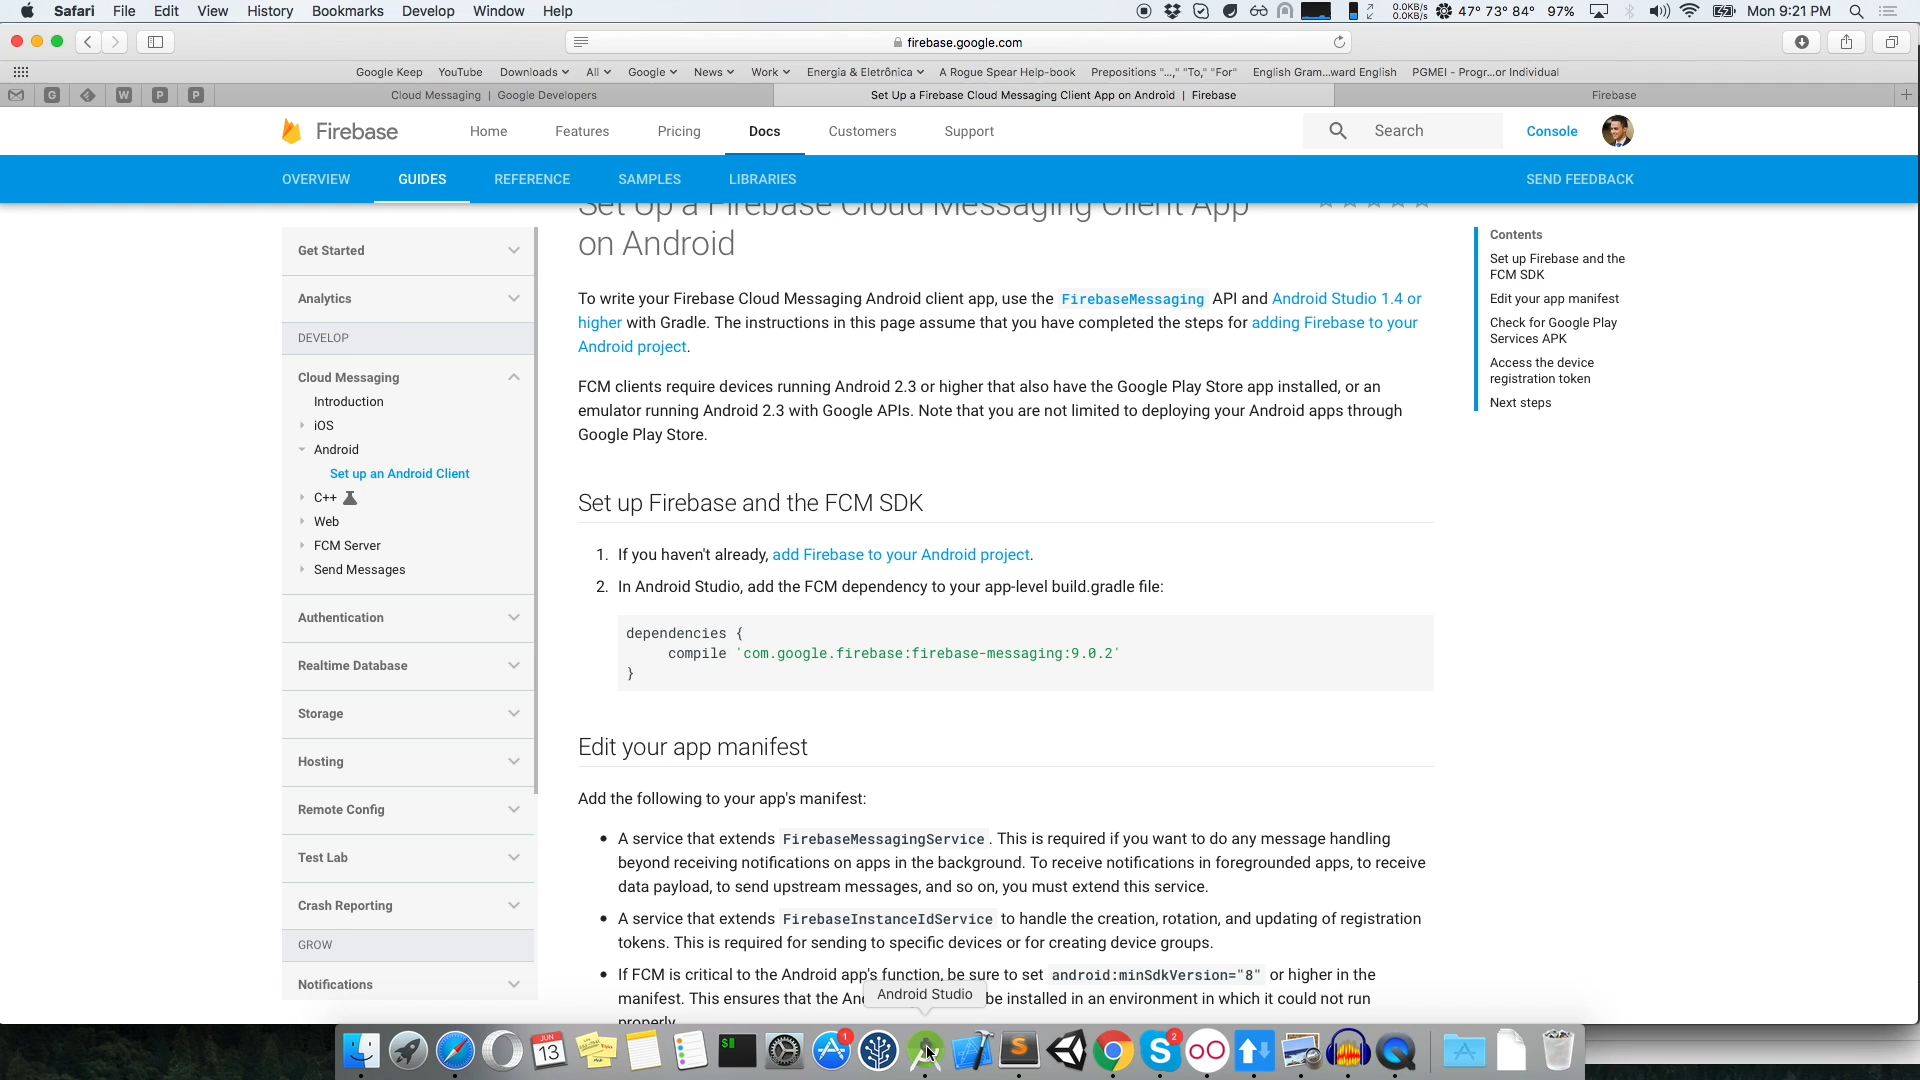 Safari File Edit View History Bookmarks Develop Window Help
0.0KB/s
0.0KB/s
47° 73° 84° 97% Mon 9:21 PM
firebase.google.com
Google Keep YouTube Downloads All Google News Work Energia & Eletrônica A Rogue Spear Help-book Prepositions "...," "To," "For" English Gram...ward English PGMEI - Progr...or Individual
G W P P Cloud Messaging | Google Developers Set Up a Firebase Cloud Messaging Client App on Android | Firebase Firebase
Firebase Home Features Pricing Docs Customers Support Search Console
OVERVIEW GUIDES REFERENCE SAMPLES LIBRARIES SEND FEEDBACK
Get Started
Analytics
DEVELOP
Cloud Messaging
Introduction
iOS
Android
Set up an Android Client
C++
Web
FCM Server
Send Messages
Authentication
Realtime Database
Storage
Hosting
Remote Config
Test Lab
Crash Reporting
GROW
Notifications
Set Up a Firebase Cloud Messaging Client App
on Android
To write your Firebase Cloud Messaging Android client app, use the FirebaseMessaging API and Android Studio 1.4 or
higher with Gradle. The instructions in this page assume that you have completed the steps for adding Firebase to your
Android project.
FCM clients require devices running Android 2.3 or higher that also have the Google Play Store app installed, or an
emulator running Android 2.3 with Google APIs. Note that you are not limited to deploying your Android apps through
Google Play Store.
Set up Firebase and the FCM SDK
1. If you haven't already, add Firebase to your Android project.
2. In Android Studio, add the FCM dependency to your app-level build.gradle file:
dependencies {
compile 'com.google.firebase:firebase-messaging:9.0.2'
}
Edit your app manifest
Add the following to your app's manifest:
• A service that extends FirebaseMessagingService. This is required if you want to do any message handling
beyond receiving notifications on apps in the background. To receive notifications in foregrounded apps, to receive
data payload, to send upstream messages, and so on, you must extend this service.
• A service that extends FirebaseInstanceIdService to handle the creation, rotation, and updating of registration
tokens. This is required for sending to specific devices or for creating device groups.
• If FCM is critical to the Android app's function, be sure to set android:minSdkVersion="8" or higher in the
manifest. This ensures that the An be installed in an environment in which it could not run
properly.
Android Studio
Contents
Set up Firebase and the
FCM SDK
Edit your app manifest
Check for Google Play
Services APK
Access the device
registration token
Next steps
JUN
13
1
S
S
2